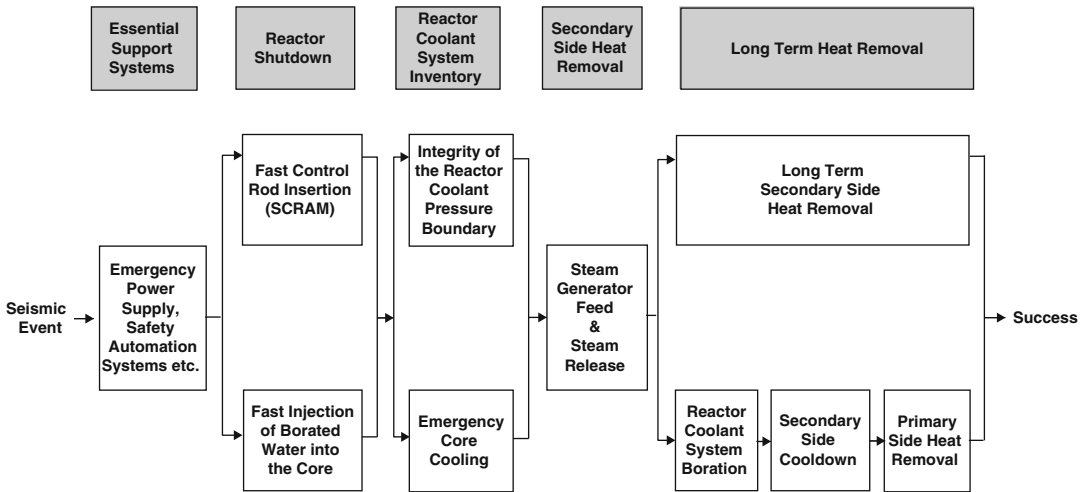 Essential
Support
Systems
Reactor
Shutdown
Reactor
Coolant
System
Inventory
Secondary
Side Heat
Removal
Long Term Heat Removal
Fast Control
Rod Insertion
(SCRAM)
Integrity of
the Reactor
Coolant
Pressure
Boundary
Long Term
Secondary Side
Heat Removal
Seismic
Event
Emergency
Power
Supply,
Safety
Automation
Systems etc.
Steam
Generator
Feed
&
Steam
Release
Success
Fast Injection
of Borated
Water into
the Core
Emergency
Core
Cooling
Reactor
Coolant
System
Boration
Secondary
Side
Cooldown
Primary
Side Heat
Removal